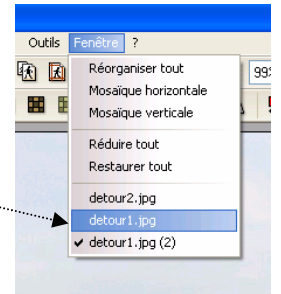 Outils Fenêtre ?
Réorganiser tout
Mosaïque horizontale
Mosaïque verticale
Réduire tout
Restaurer tout
detour2.jpg
detour1.jpg
detour1.jpg (2)